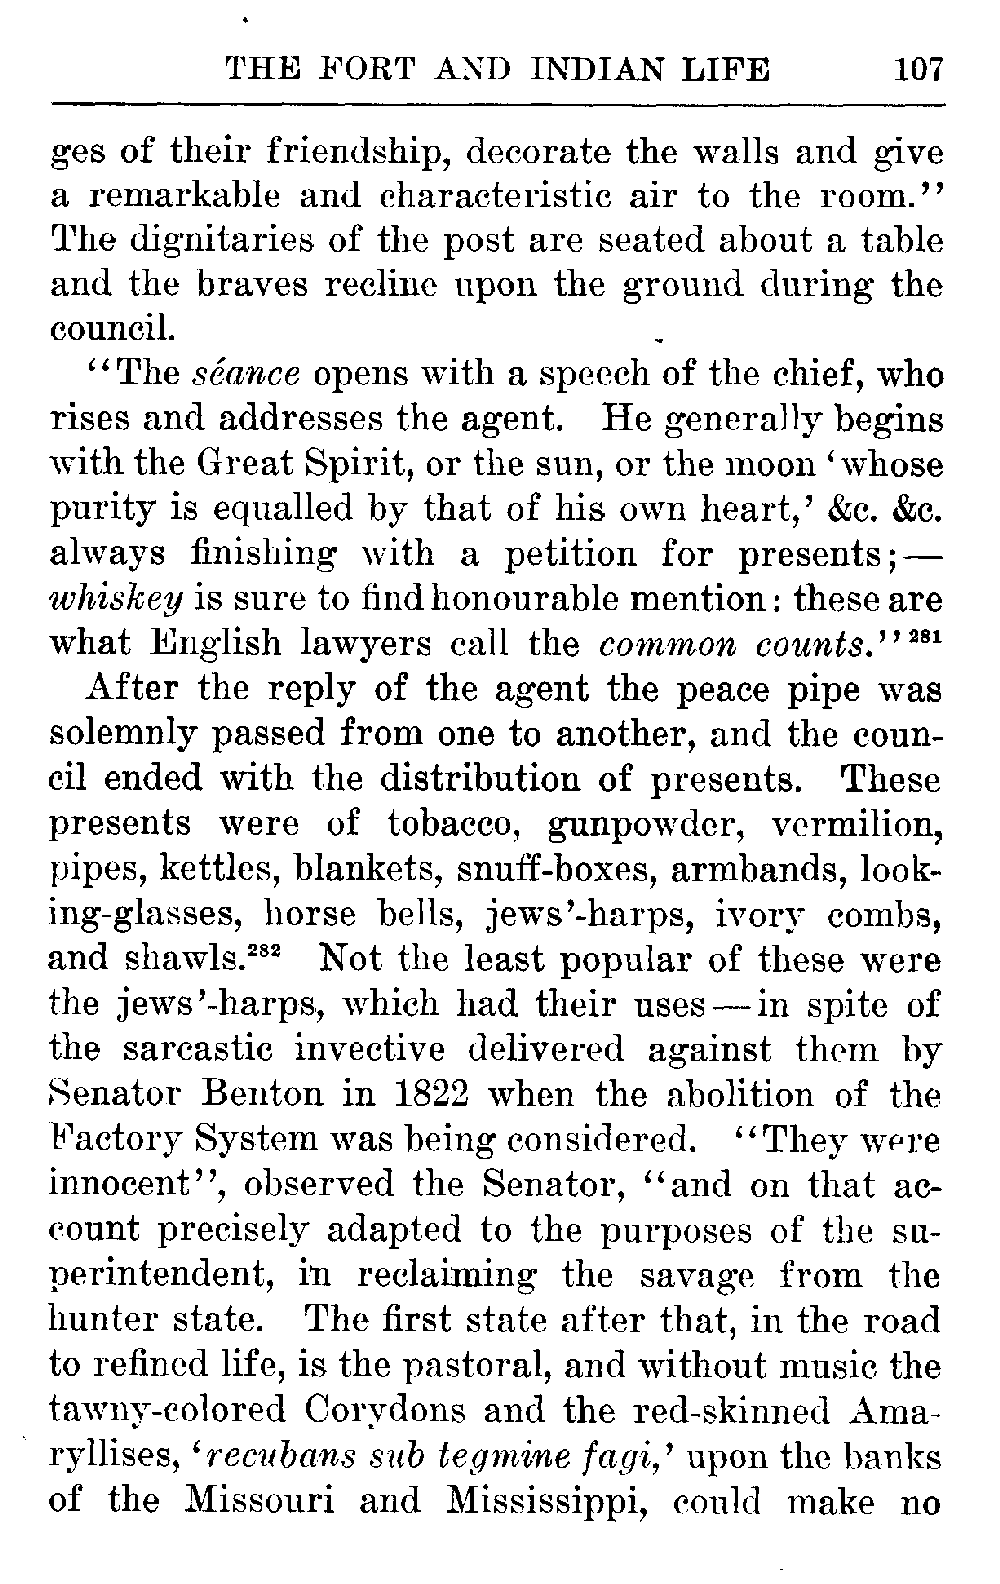 THE FORT AND INDIAN LIFE 107
ges of their friendship, decorate the walls and give
a remarkable and characteristic air to the room.''
The dignitaries of the post are seated about a table
and the braves recline upon the ground during the
council.
``The séance opens with a speech of the chief, who
rises and addresses the agent. He generally begins
with the Great Spirit, or the sun, or the moon ‘whose
purity is equalled by that of his own heart,’ &c. &c.
always finishing with a petition for presents;—
whiskey is sure to find honourable mention: these are
what English lawyers call the common counts.''²⁸¹
After the reply of the agent the peace pipe was
solemnly passed from one to another, and the coun-
cil ended with the distribution of presents. These
presents were of tobacco, gunpowder, vermilion,
pipes, kettles, blankets, snuff-boxes, armbands, look-
ing-glasses, horse bells, jews’-harps, ivory combs,
and shawls.²⁸² Not the least popular of these were
the jews’-harps, which had their uses — in spite of
the sarcastic invective delivered against them by
Senator Benton in 1822 when the abolition of the
Factory System was being considered. ``They were
innocent'', observed the Senator, ``and on that ac-
count precisely adapted to the purposes of the su-
perintendent, in reclaiming the savage from the
hunter state. The first state after that, in the road
to refined life, is the pastoral, and without music the
tawny-colored Corydons and the red-skinned Ama-
ryllises, ‘recubans sub tegmine fagi,’ upon the banks
of the Missouri and Mississippi, could make no